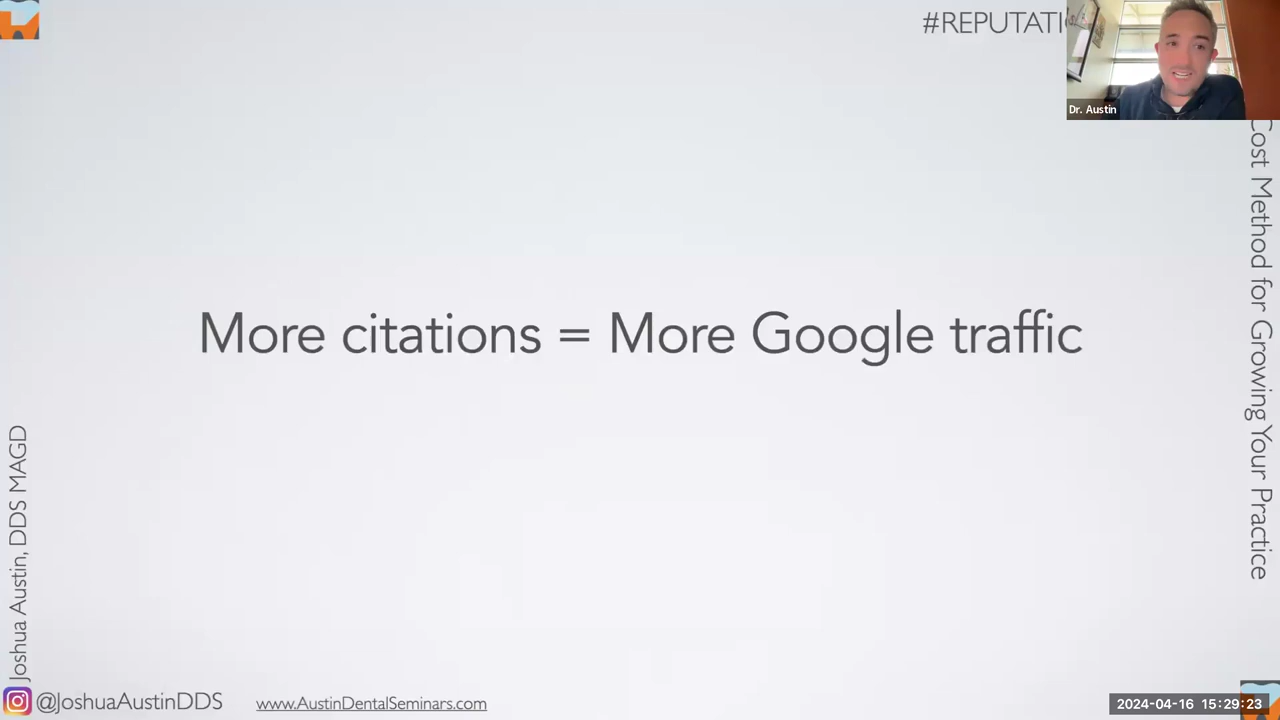 #REPUTATI
Dr. Austin
Cost Method for Growing Your Practice
More citations = More Google traffic
Joshua Austin, DDS MAGD
@JoshuaAustinDDS
www.AustinDentalSeminars.com
2024-04-16 15:29:23